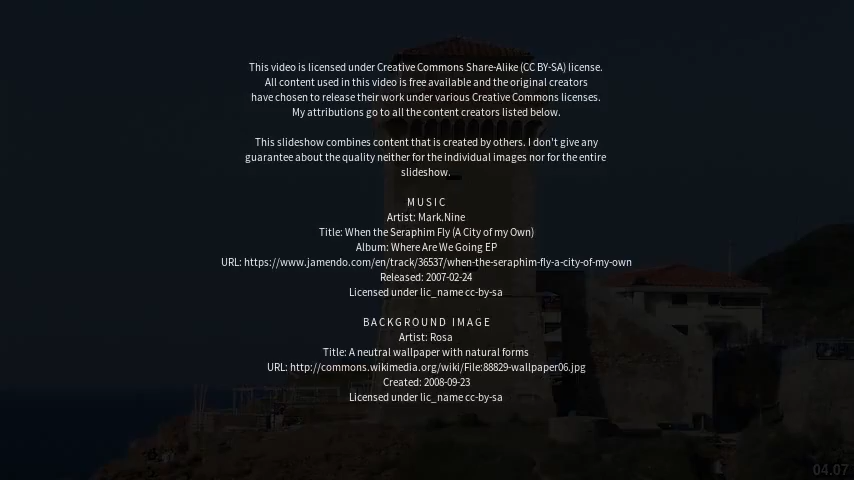 This video is licensed under Creative Commons Share-Alike (CC BY-SA) license.
All content used in this video is free available and the original creators
have chosen to release their work under various Creative Commons licenses.
My attributions go to all the content creators listed below.
This slideshow combines content that is created by others. I don't give any
guarantee about the quality neither for the individual images nor for the entire
slideshow.
MUSIC
Artist: Mark.Nine
Title: When the Seraphim Fly (A City of my Own)
Album: Where Are We Going EP
URL: https://www.jamendo.com/en/track/36537/when-the-seraphim-fly-a-city-of-my-own
Released: 2007-02-24
Licensed under lic_name cc-by-sa
BACKGROUND IMAGE
Artist: Rosa
Title: A neutral wallpaper with natural forms
URL: http://commons.wikimedia.org/wiki/File:88829-wallpaper06.jpg
Created: 2008-09-23
Licensed under lic_name cc-by-sa
04.07